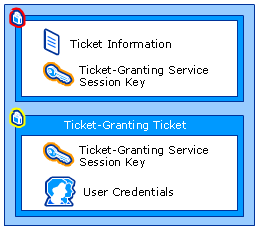 Ticket Information
Ticket-Granting Service
Session Key
Ticket-Granting Ticket
Ticket-Granting Service
Session Key
User Credentials